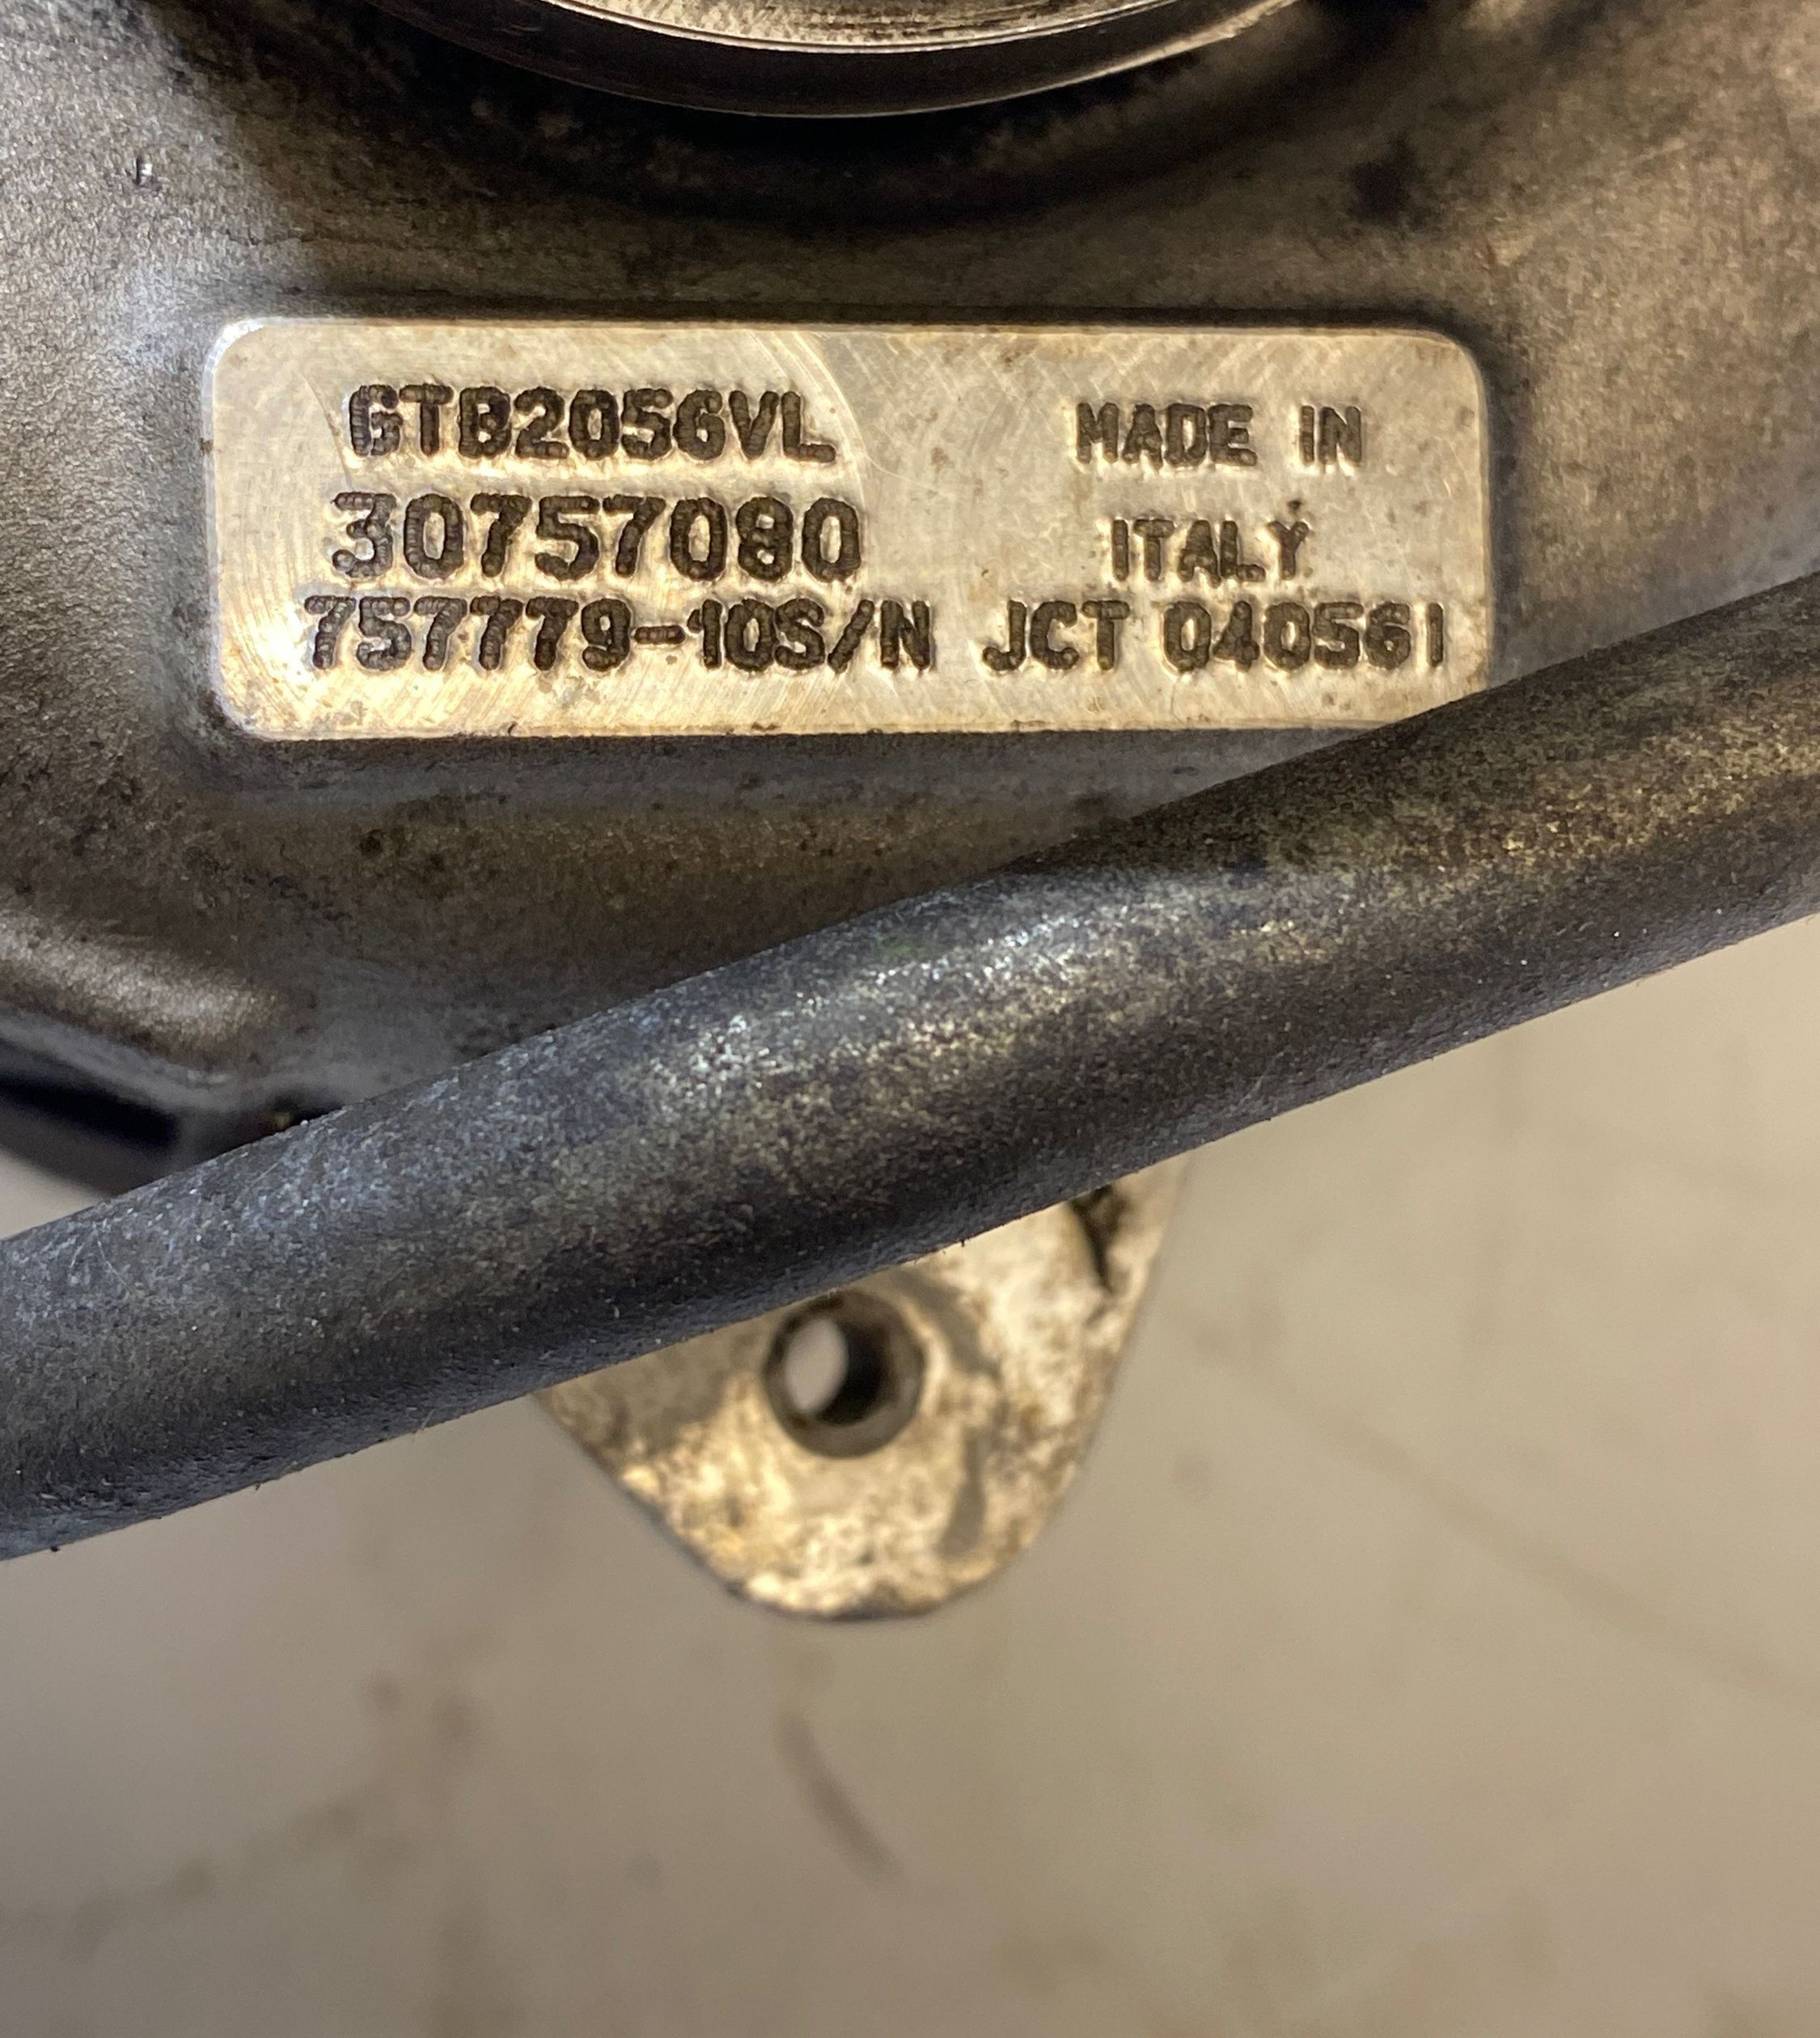 GTB2056VL MADE IN
30757080 ITALY
757779-10S/N JCT 040561